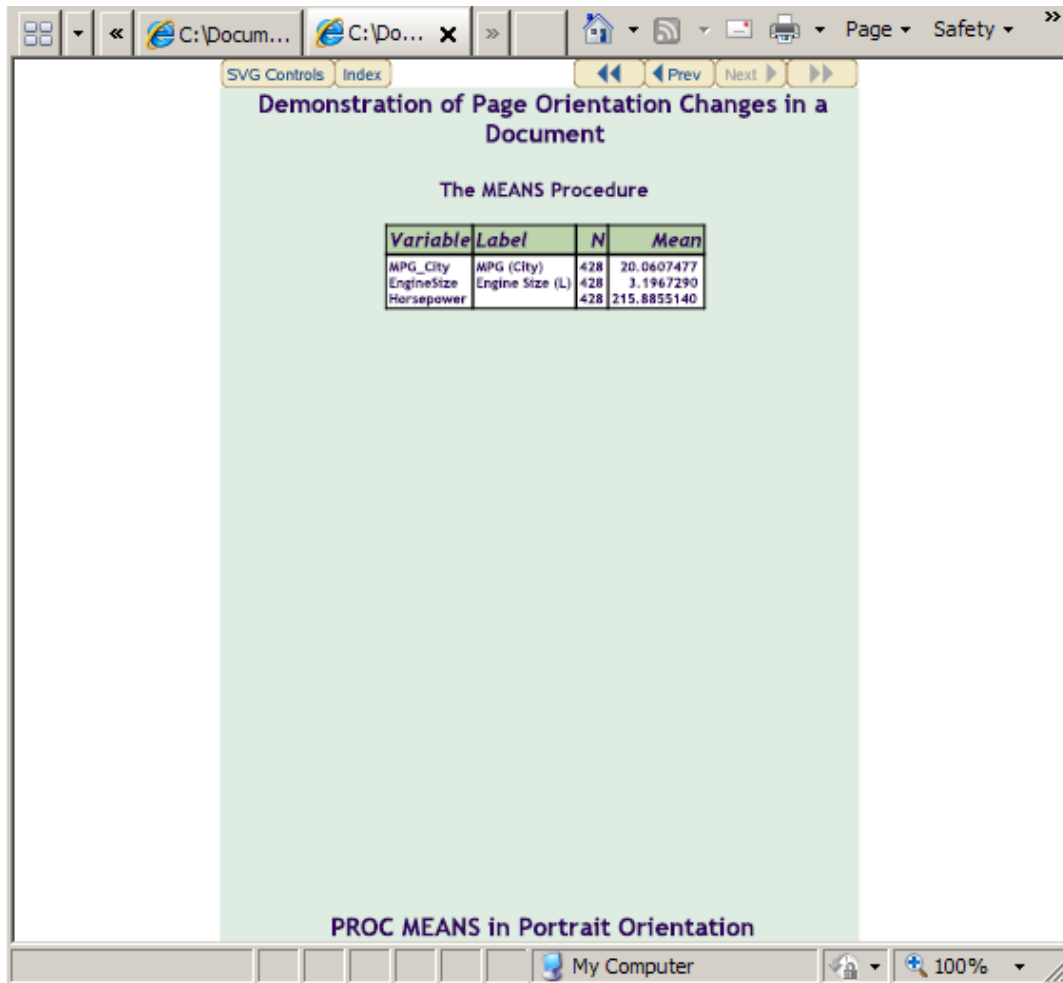 C:\Docum... C:\Do... Page Safety
SVG Controls Index Prev Next
Demonstration of Page Orientation Changes in a
Document
The MEANS Procedure
Variable Label N Mean
MPG_City MPG (City) 428 20.0607477
EngineSize Engine Size (L) 428 3.1967290
Horsepower 428 215.8855140
PROC MEANS in Portrait Orientation
My Computer 100%